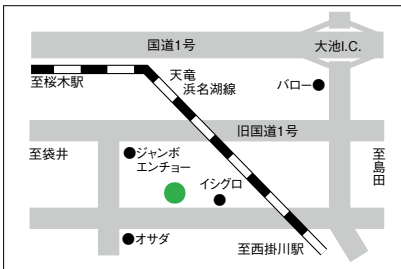 国道1号
大池I.C.
至桜木駅
天竜
浜名湖線
バロー
旧国道1号
至袋井
ジャンボ
エンチョー
至島田
イシグロ
オサダ
至西掛川駅